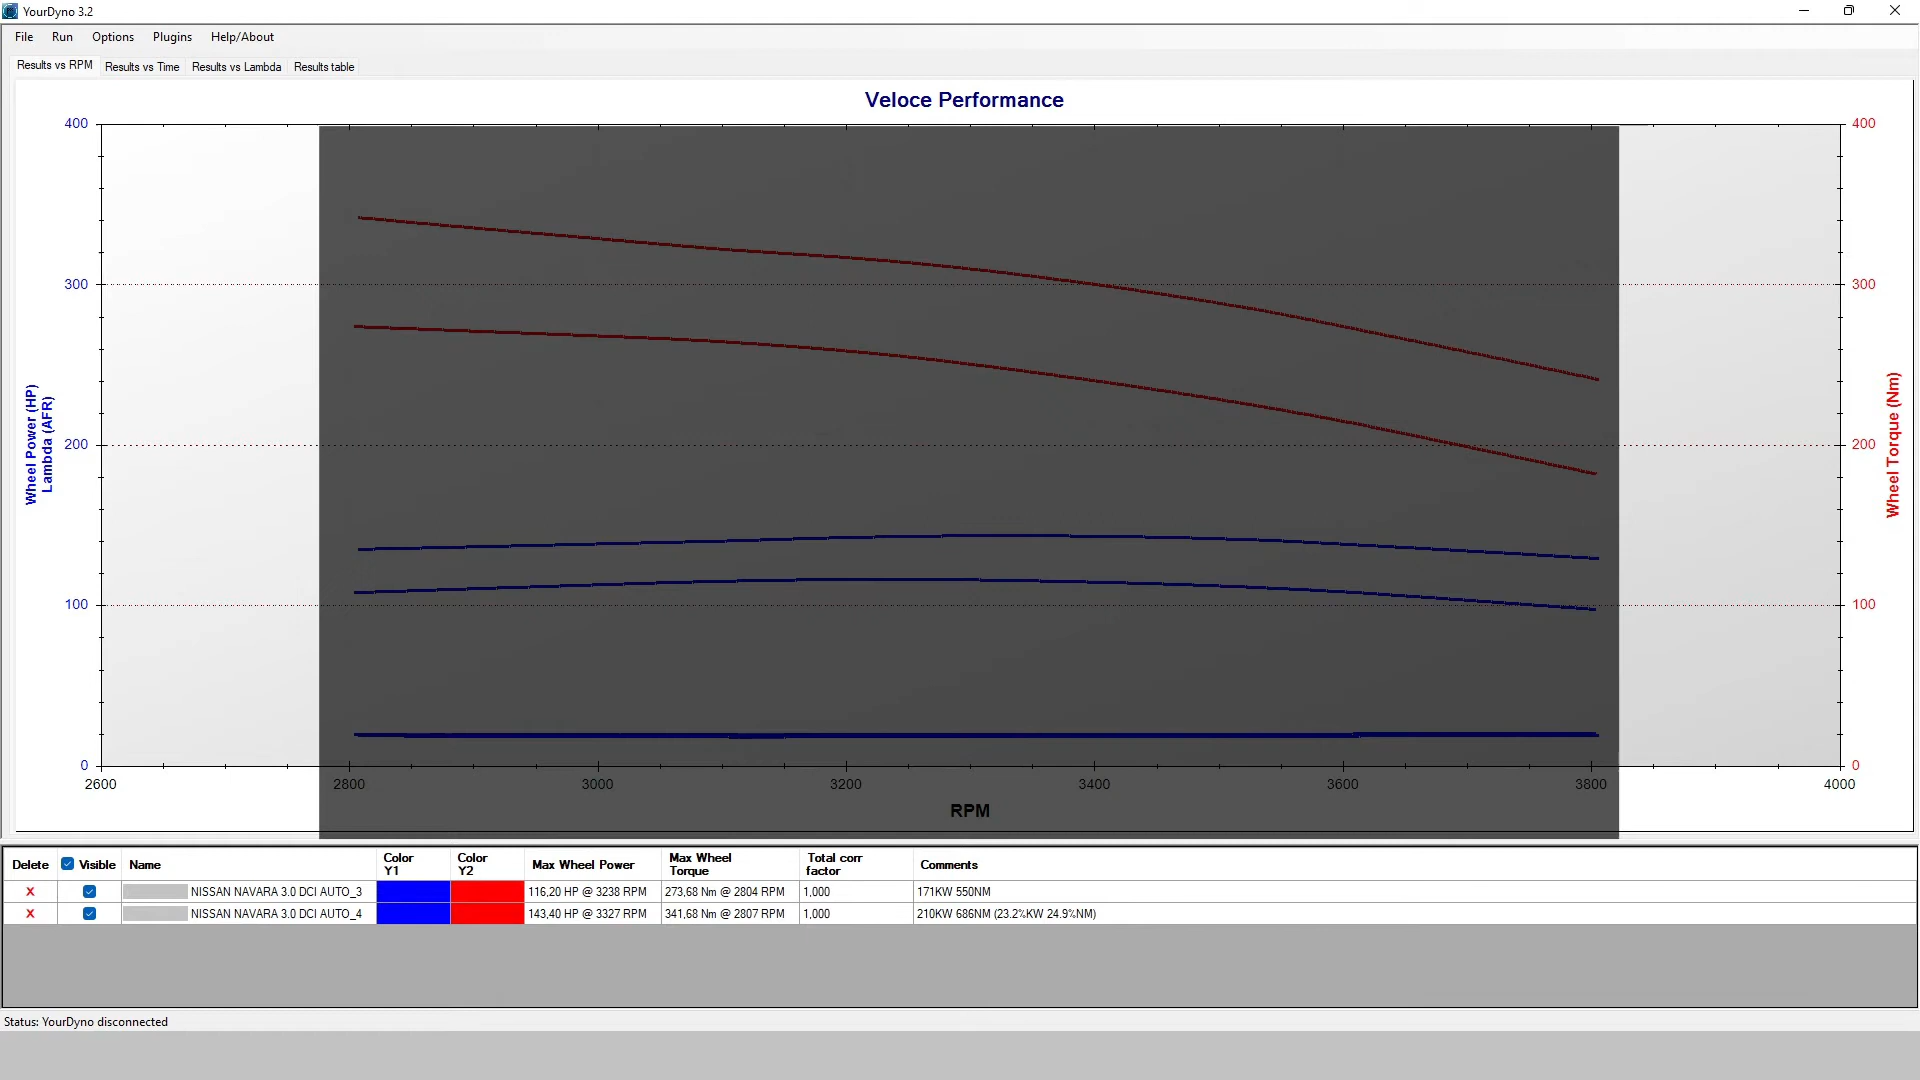 YourDyno 3.2
File Run Options Plugins Help/About
Results vs RPM Results vs Time Results vs Lambda Results table
Veloce Performance
400 400
300 300
200 200
100 100
0 0
Wheel Power (HP)
Lambda (AFR)
Wheel Torque (Nm)
2600 2800 3000 3200 3400 3600 3800 4000
RPM
Delete Visible Name Color Y1 Color Y2 Max Wheel Power Max Wheel Torque Total corr factor Comments
X NISSAN NAVARA 3.0 DCI AUTO_3 116,20 HP @ 3238 RPM 273,68 Nm @ 2804 RPM 1,000 171KW 550NM
X NISSAN NAVARA 3.0 DCI AUTO_4 143,40 HP @ 3327 RPM 341,68 Nm @ 2807 RPM 1,000 210KW 686NM (23.2%KW 24.9%NM)
Status: YourDyno disconnected